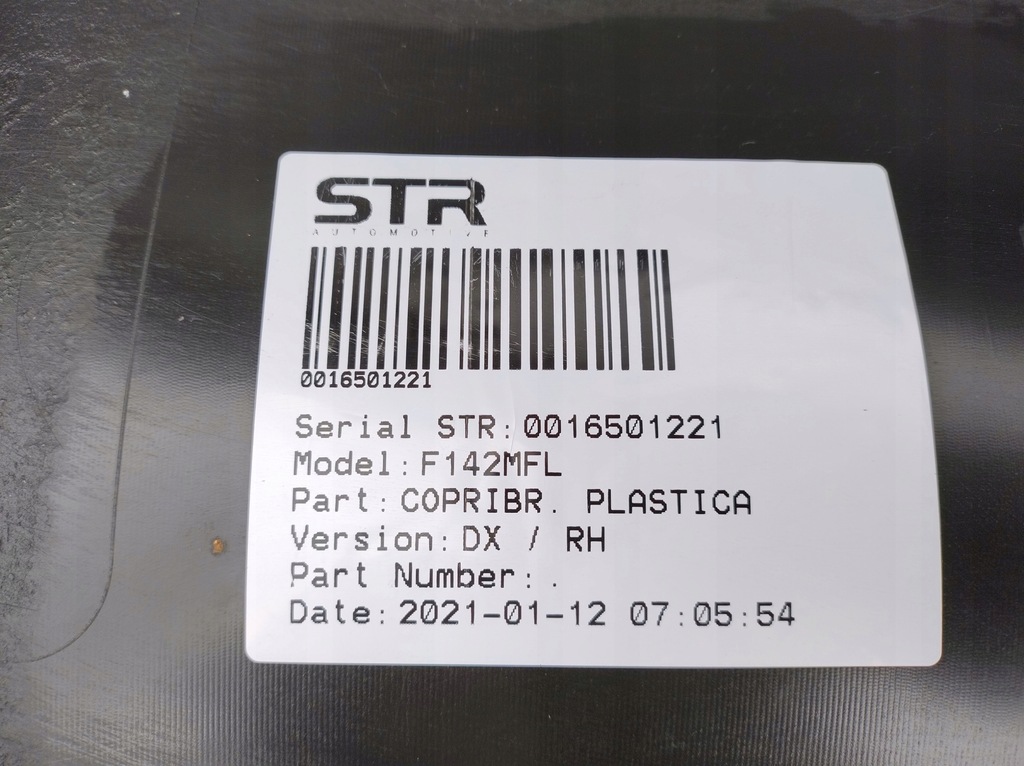 STR
AUTOMOTIVE
0016501221
Serial STR:0016501221
Model:F142MFL
Part:COPRIBR. PLASTICA
Version:DX / RH
Part Number:.
Date:2021-01-12 07:05:54